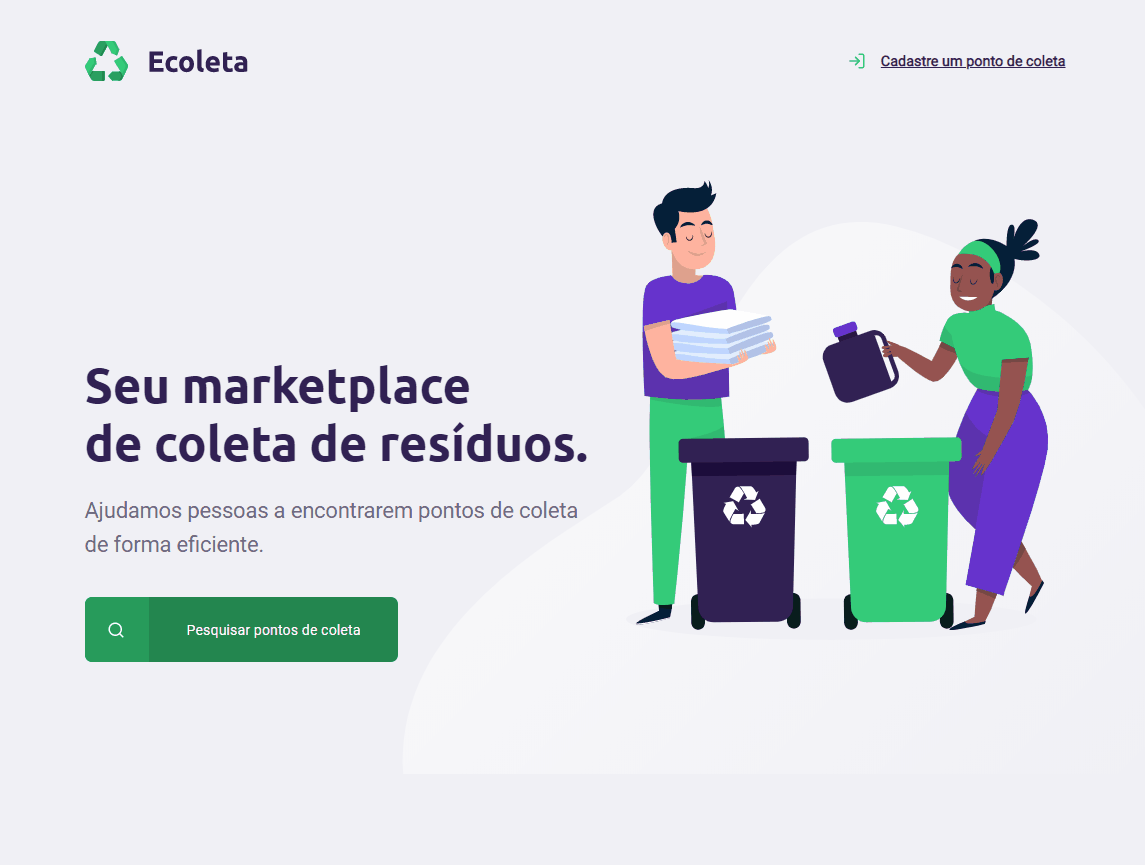 Ecoleta
Cadastre um ponto de coleta
Seu marketplace
de coleta de resíduos.
Ajudamos pessoas a encontrarem pontos de coleta
de forma eficiente.
Pesquisar pontos de coleta